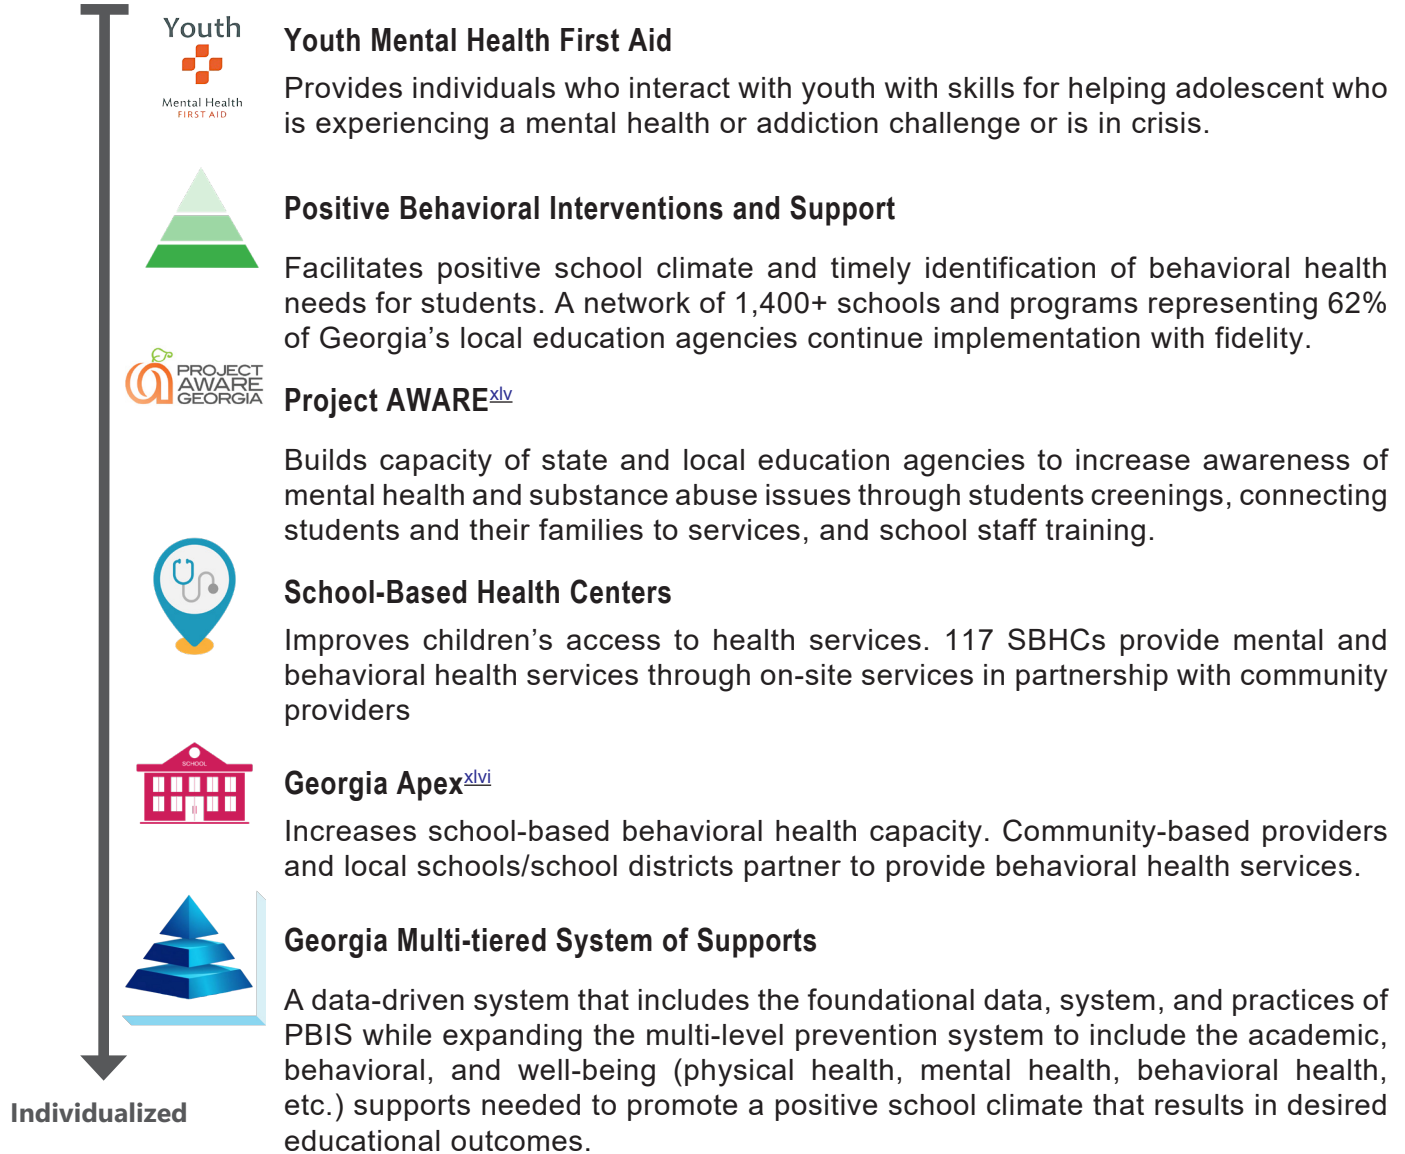 Youth
Mental Health
FIRST AID
Youth Mental Health First Aid
Provides individuals who interact with youth with skills for helping adolescent who
is experiencing a mental health or addiction challenge or is in crisis.
Positive Behavioral Interventions and Support
Facilitates positive school climate and timely identification of behavioral health
needs for students. A network of 1,400+ schools and programs representing 62%
of Georgia’s local education agencies continue implementation with fidelity.
PROJECT
AWARE
GEORGIA
Project AWARExlv
Builds capacity of state and local education agencies to increase awareness of
mental health and substance abuse issues through students creenings, connecting
students and their families to services, and school staff training.
School-Based Health Centers
Improves children’s access to health services. 117 SBHCs provide mental and
behavioral health services through on-site services in partnership with community
providers
SCHOOL
Georgia Apexxlvi
Increases school-based behavioral health capacity. Community-based providers
and local schools/school districts partner to provide behavioral health services.
Georgia Multi-tiered System of Supports
A data-driven system that includes the foundational data, system, and practices of
PBIS while expanding the multi-level prevention system to include the academic,
behavioral, and well-being (physical health, mental health, behavioral health,
etc.) supports needed to promote a positive school climate that results in desired
educational outcomes.
Individualized